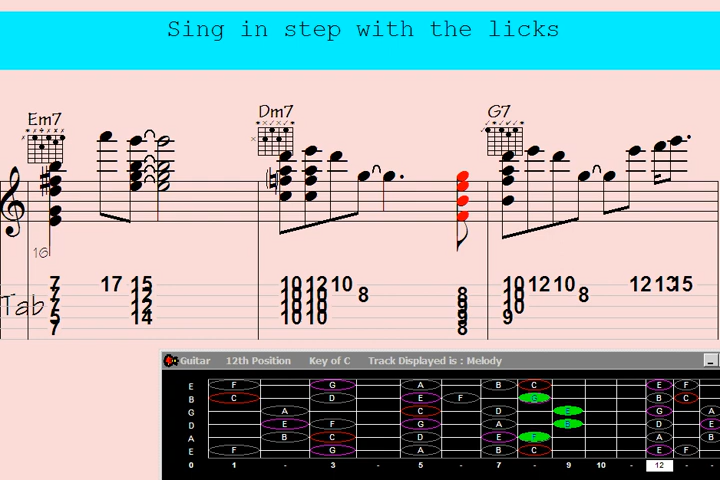 Sing in step with the licks
Em7 Dm7 G7
16
7 17 15 10 12 10 10 12 10 12 13 15
7 10 10 8 8 10 8
7 12 10 10 9 10
5 14 10 10 9 9
7 8
Tab
Guitar 12th Position Key of C Track Displayed is : Melody
E F G A B C E F
B C D E F G B C
G A C D E G A
D E F G A B D E
A B C D E F A B
E F G A B C E F
0 1 - 3 - 5 - 7 - 9 10 - 12 -